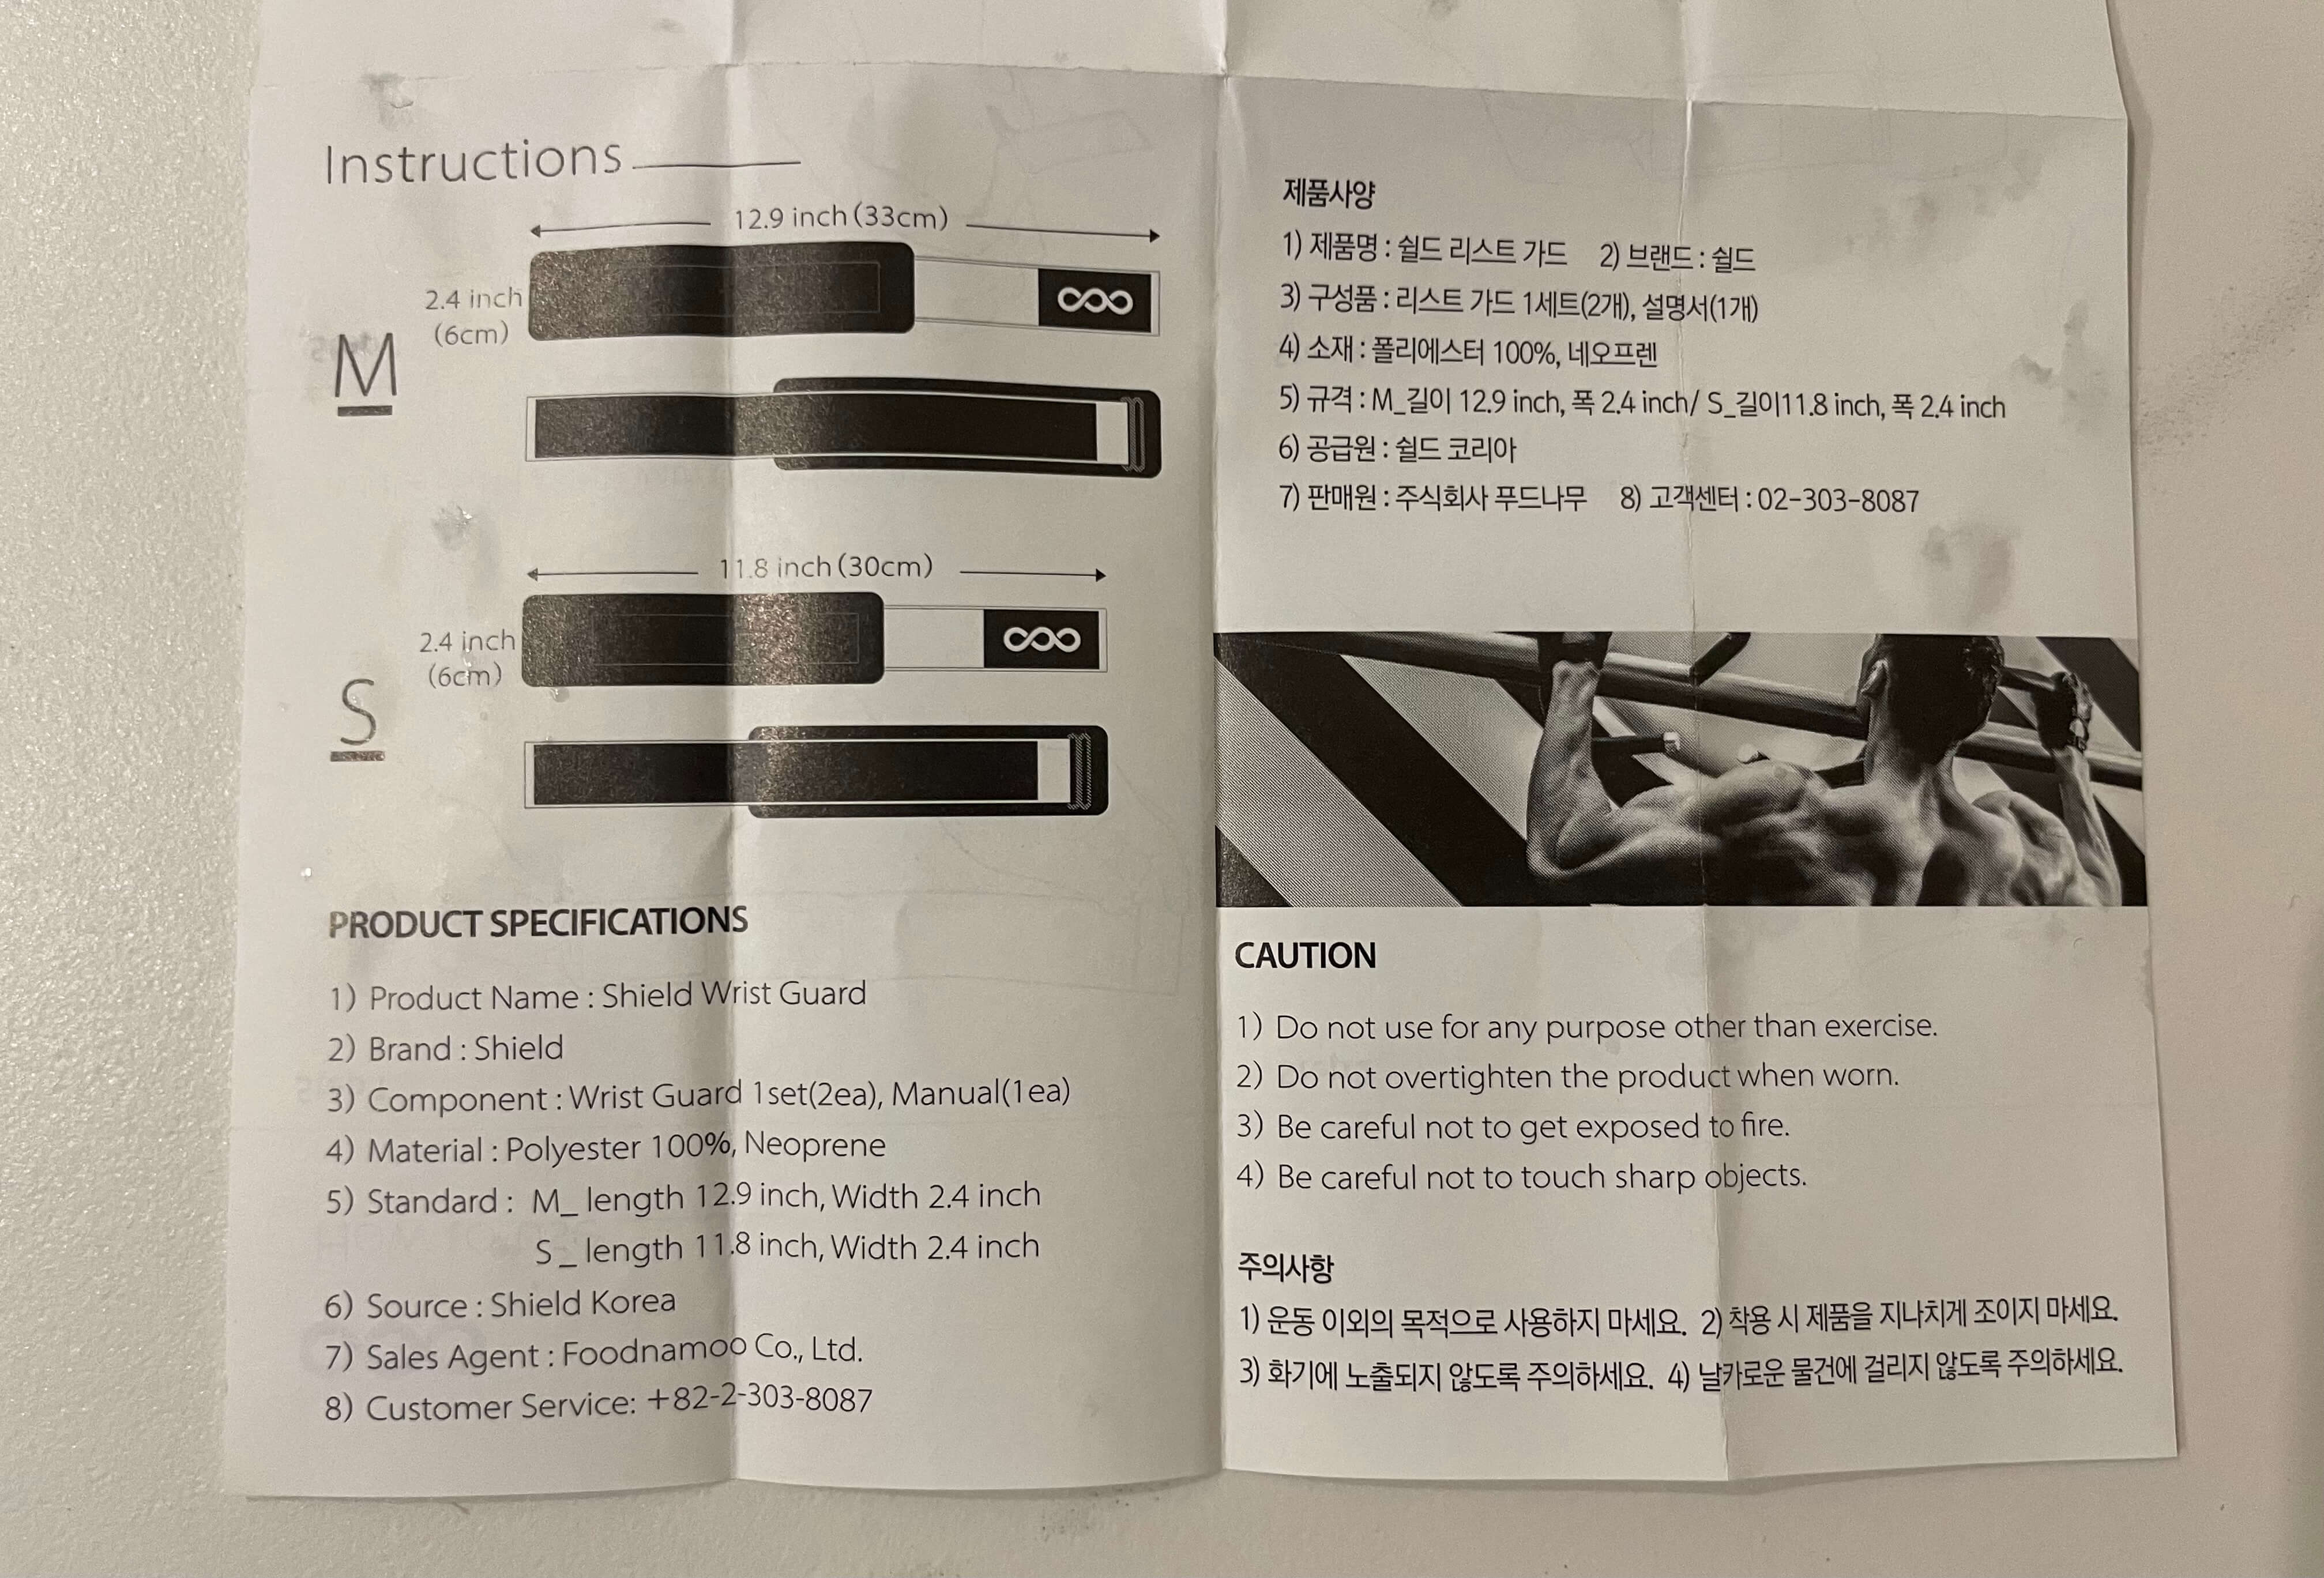 Instructions
12.9 inch (33cm)
2.4 inch
(6cm)
M
11.8 inch (30cm)
2.4 inch
(6cm)
S
PRODUCT SPECIFICATIONS
1) Product Name : Shield Wrist Guard
2) Brand : Shield
3) Component : Wrist Guard 1set(2ea), Manual(1ea)
4) Material : Polyester 100%, Neoprene
5) Standard : M_ length 12.9 inch, Width 2.4 inch
S_ length 11.8 inch, Width 2.4 inch
6) Source : Shield Korea
7) Sales Agent : Foodnamoo Co., Ltd.
8) Customer Service: +82-2-303-8087
제품사양
1) 제품명 : 쉴드 리스트 가드 2) 브랜드 : 쉴드
3) 구성품 : 리스트 가드 1세트(2개), 설명서(1개)
4) 소재 : 폴리에스터 100%, 네오프렌
5) 규격 : M_길이 12.9 inch, 폭 2.4 inch/ S_길이11.8 inch, 폭 2.4 inch
6) 공급원 : 쉴드 코리아
7) 판매원 : 주식회사 푸드나무 8) 고객센터 : 02-303-8087
CAUTION
1) Do not use for any purpose other than exercise.
2) Do not overtighten the product when worn.
3) Be careful not to get exposed to fire.
4) Be careful not to touch sharp objects.
주의사항
1) 운동 이외의 목적으로 사용하지 마세요. 2) 착용 시 제품을 지나치게 조이지 마세요.
3) 화기에 노출되지 않도록 주의하세요. 4) 날카로운 물건에 걸리지 않도록 주의하세요.